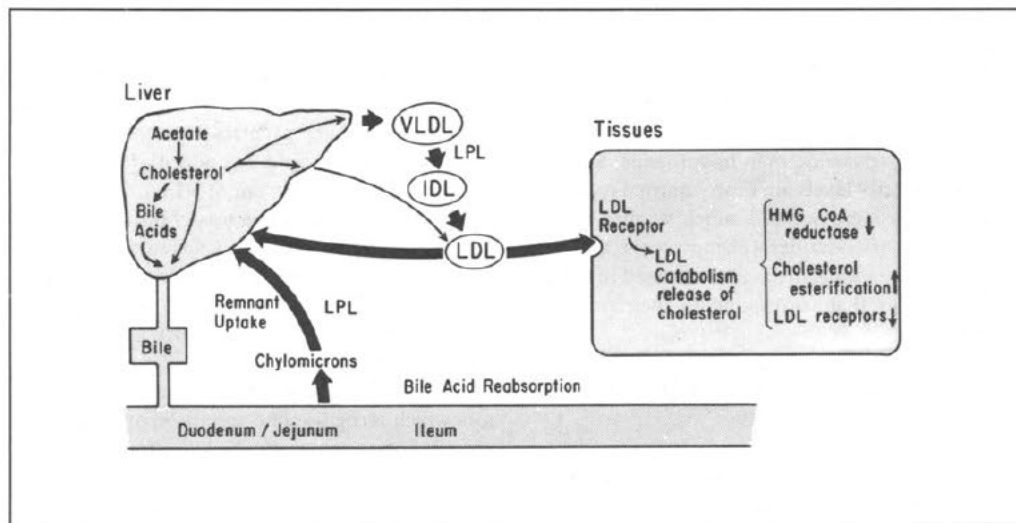 Liver
Acetate
Cholesterol
Bile
Acids
VLDL
LPL
IDL
LDL
Remnant
Uptake
LPL
Chylomicrons
Bile
Bile Acid Reabsorption
Duodenum / Jejunum
Ileum
Tissues
LDL
Receptor
LDL
Catabolism
release of
cholesterol
HMG CoA
reductase
Cholesterol
esterification
LDL receptors